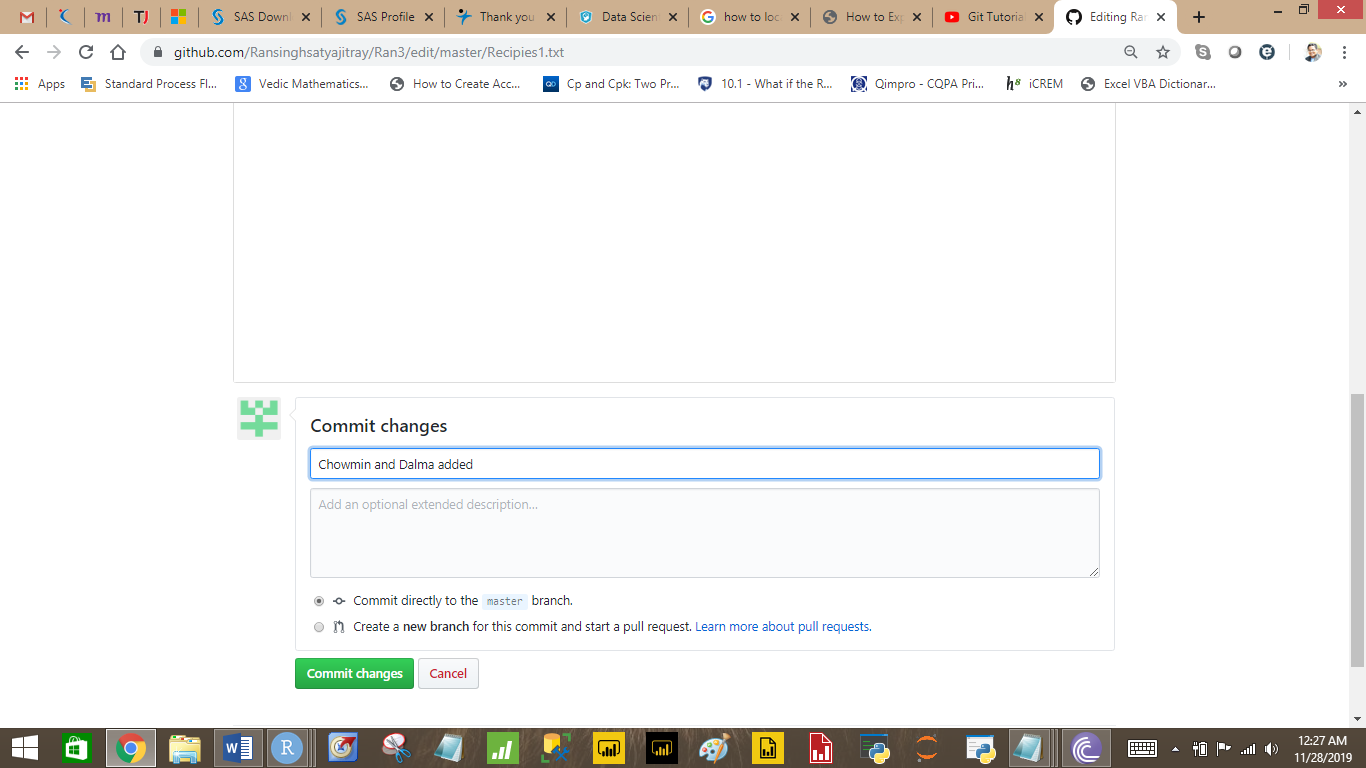 SAS Downl
SAS Profile
Thank you
Data Scien
how to loc
How to Exp
Git Tutoria
Editing Ran
github.com/Ransinghsatyajitray/Ran3/edit/master/Recipies1.txt
Apps
Standard Process Fl...
Vedic Mathematics...
How to Create Acc...
Cp and Cpk: Two Pr...
10.1 - What if the R...
Qimpro - CQPA Pri...
iCREM
Excel VBA Dictionar...
Commit changes
Chowmin and Dalma added
Add an optional extended description...
Commit directly to the master branch.
Create a new branch for this commit and start a pull request. Learn more about pull requests.
Commit changes
Cancel
12:27 AM
11/28/2019